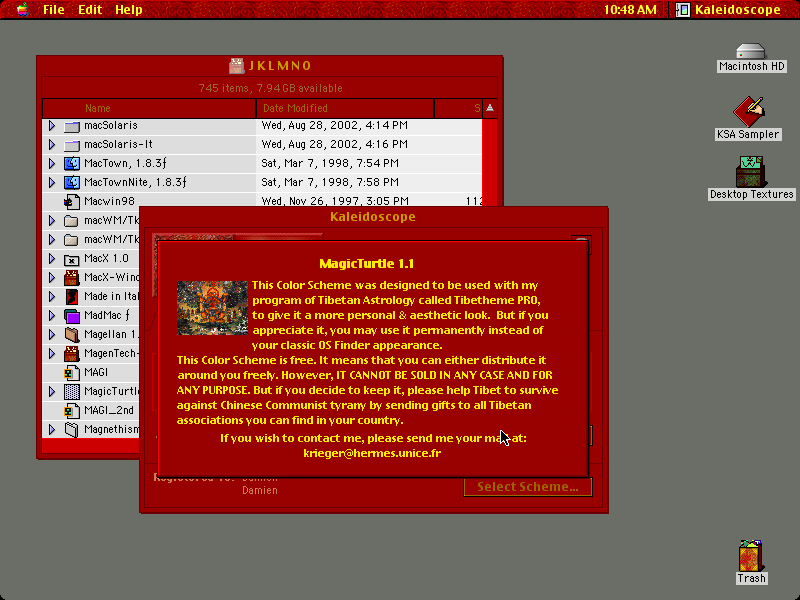 File Edit Help
10:48 AM Kaleidoscope
JKLMNO
745 items, 7.94 GB available
Name Date Modified S
macSolaris Wed, Aug 28, 2002, 4:14 PM
macSolaris-lt Wed, Aug 28, 2002, 4:16 PM
MacTown, 1.8.3ƒ Sat, Mar 7, 1998, 7:54 PM
MacTownNite, 1.8.3ƒ Sat, Mar 7, 1998, 7:58 PM
Macwin98 Wed, Nov 26, 1997, 3:05 PM 112
macWM/Tk
macWM/Tk
MacX 1.0
MacX-Wind
Made in Ital
MadMac ƒ
Magellan 1.
MagenTech-
MAGI
MagicTurtle
MAGI_2nd
Magnethism
Kaleidoscope
MagicTurtle 1.1
This Color Scheme was designed to be used with my
program of Tibetan Astrology called Tibetheme PRO,
to give it a more personal & aesthetic look. But if you
appreciate it, you may use it permanently instead of
your classic OS Finder appearance.
This Color Scheme is free. It means that you can either distribute it
around you freely. However, IT CANNOT BE SOLD IN ANY CASE AND FOR
ANY PURPOSE. But if you decide to keep it, please help Tibet to survive
against Chinese Communist tyrany by sending gifts to all Tibetan
associations you can find in your country.
If you wish to contact me, please send me your mail at:
krieger@hermes.unice.fr
Registered To: Damien
Damien
Select Scheme...
Macintosh HD
KSA Sampler
Desktop Textures
Trash